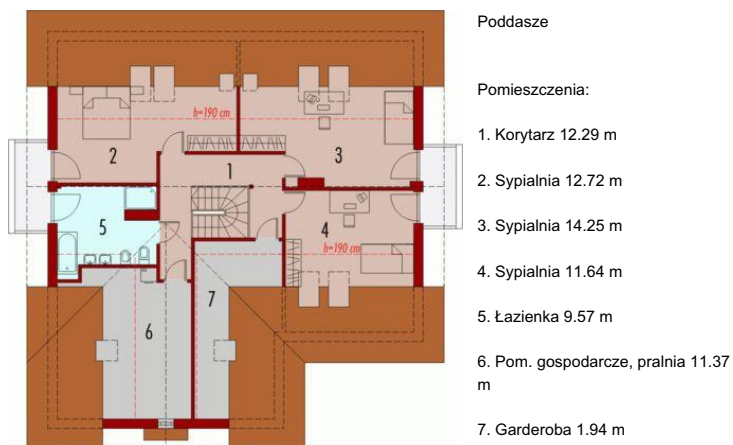 Poddasze
Pomieszczenia:
1. Korytarz 12.29 m
2. Sypialnia 12.72 m
3. Sypialnia 14.25 m
4. Sypialnia 11.64 m
5. Łazienka 9.57 m
6. Pom. gospodarcze, pralnia 11.37
m
7. Garderoba 1.94 m
h=190 cm
2
1
3
5
4
h=190 cm
7
6